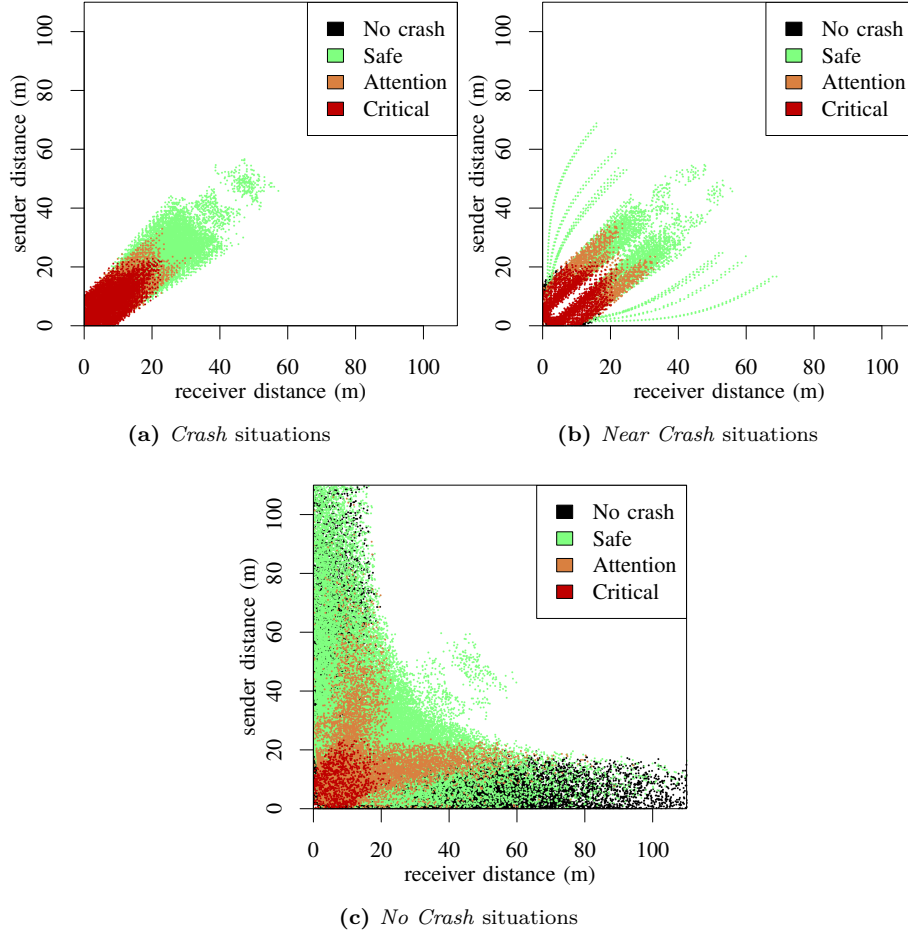 No crash
Safe
Attention
Critical
sender distance (m)
0 20 40 60 80 100
0 20 40 60 80 100
receiver distance (m)
(a) Crash situations
No crash
Safe
Attention
Critical
sender distance (m)
0 20 40 60 80 100
0 20 40 60 80 100
receiver distance (m)
(b) Near Crash situations
No crash
Safe
Attention
Critical
sender distance (m)
0 20 40 60 80 100
0 20 40 60 80 100
receiver distance (m)
(c) No Crash situations